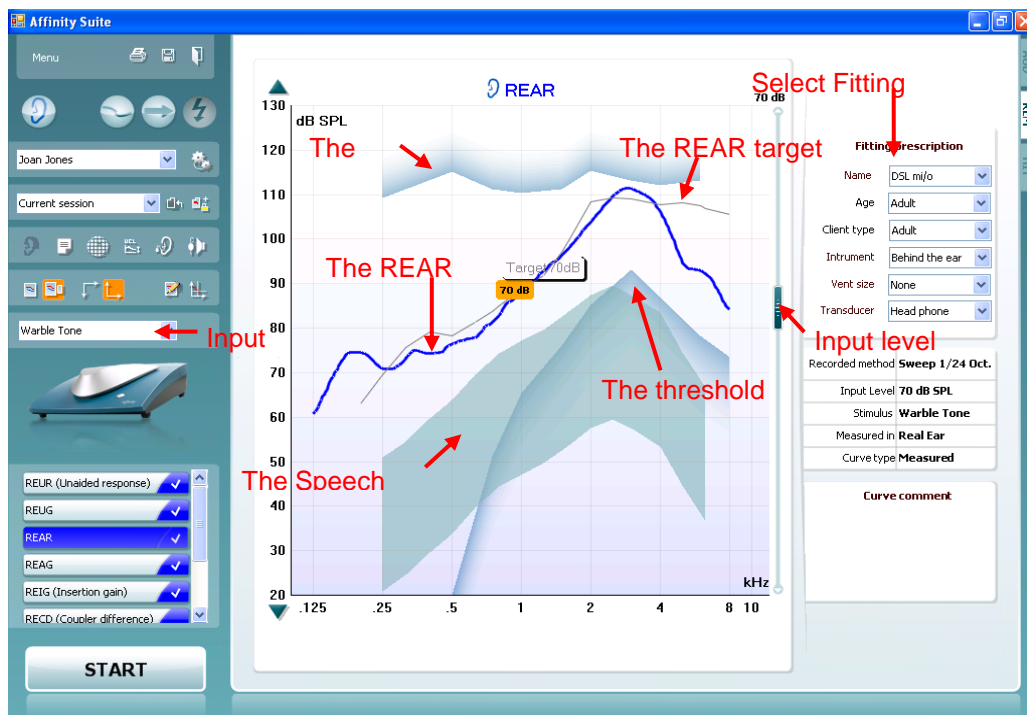 Affinity Suite
Menu
Joan Jones
Current session
Warble Tone
Input
REUR (Unaided response)
REUG
REAR
REAG
REIG (Insertion gain)
RECD (Coupler difference)
START
REAR
70 dB
dB SPL
130
120
110
100
90
80
70
60
50
40
30
20
.125
.25
.5
1
2
4
8
10
kHz
The
The REAR target
The REAR
Target 70dB
70 dB
The threshold
The Speech
Input level
Select Fitting
Fitting Prescription
Name DSL mi/o
Age Adult
Client type Adult
Intrument Behind the ear
Vent size None
Transducer Head phone
Recorded method Sweep 1/24 Oct.
Input Level 70 dB SPL
Stimulus Warble Tone
Measured in Real Ear
Curve type Measured
Curve comment